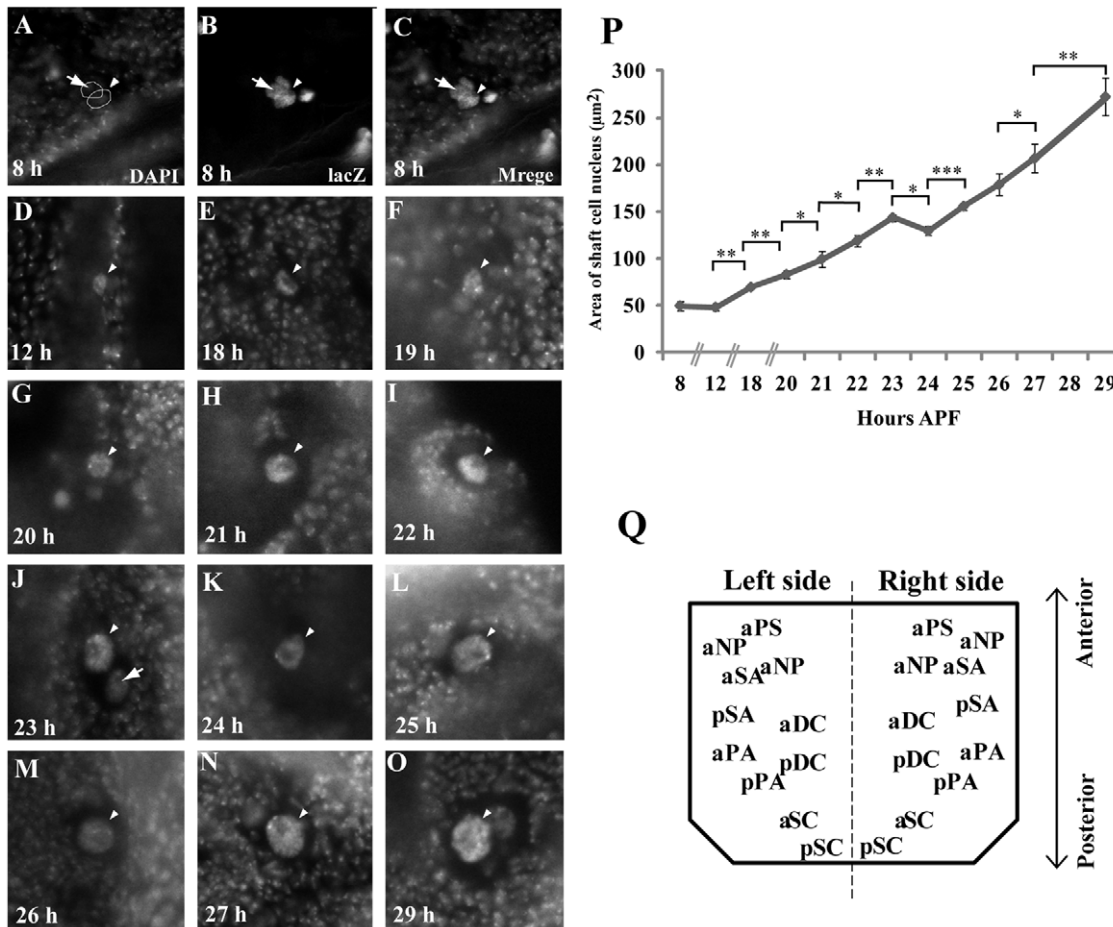 A
B
C
8 h
DAPI
8 h
lacZ
8 h
Mrege
D
E
F
12 h
18 h
19 h
G
H
I
20 h
21 h
22 h
J
K
L
23 h
24 h
25 h
M
N
O
26 h
27 h
29 h
P
Area of shaft cell nucleus (µm²)
300
250
200
150
100
50
0
** ** * * ** * *** * **
8 12 18 20 21 22 23 24 25 26 27 28 29
Hours APF
Q
Left side Right side
aPS aPS
aNP aNP
aSA aNP aNP aSA
pSA pSA
aDC aDC
aPA pDC pDC aPA
pPA pPA
aSC aSC
pSC pSC
Anterior
Posterior